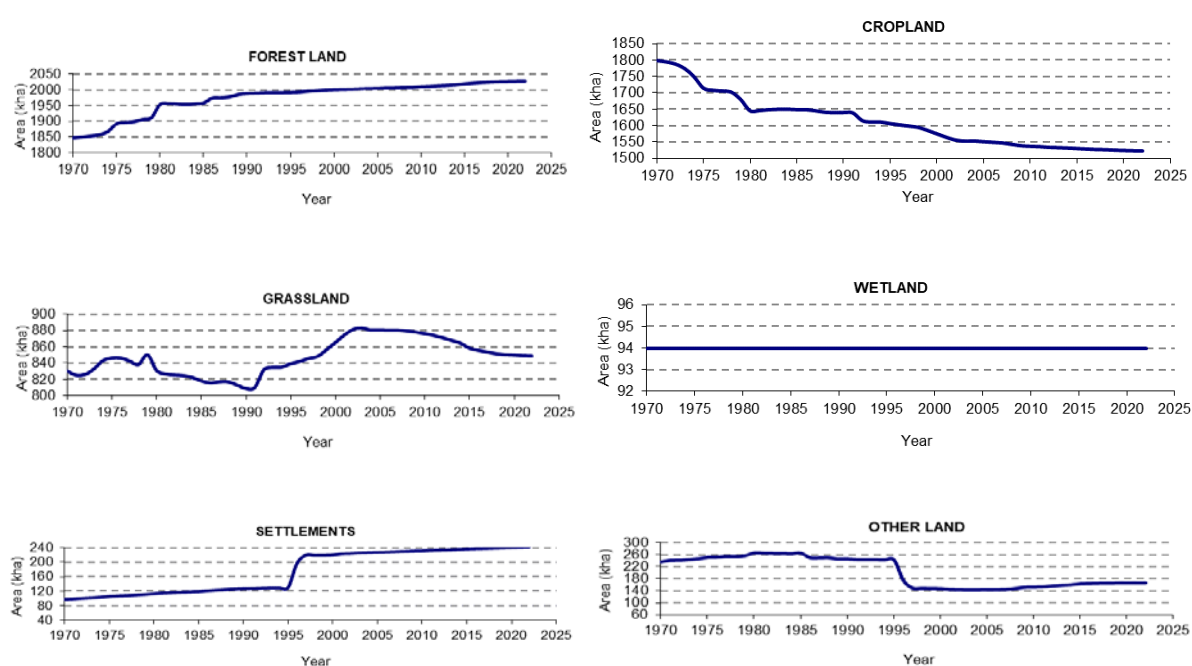 FOREST LAND
Area (kha)
2050
2000
1950
1900
1850
1800
1970 1975 1980 1985 1990 1995 2000 2005 2010 2015 2020 2025
Year
CROPLAND
Area (kha)
1850
1800
1750
1700
1650
1600
1550
1500
1970 1975 1980 1985 1990 1995 2000 2005 2010 2015 2020 2025
Year
GRASSLAND
Area (kha)
900
880
860
840
820
800
1970 1975 1980 1985 1990 1995 2000 2005 2010 2015 2020 2025
Year
WETLAND
Area (kha)
96
95
94
93
92
1970 1975 1980 1985 1990 1995 2000 2005 2010 2015 2020 2025
Year
SETTLEMENTS
Area (kha)
240
200
160
120
80
40
1970 1975 1980 1985 1990 1995 2000 2005 2010 2015 2020 2025
Year
OTHER LAND
Area (kha)
300
260
220
180
140
100
60
1970 1975 1980 1985 1990 1995 2000 2005 2010 2015 2020 2025
Year